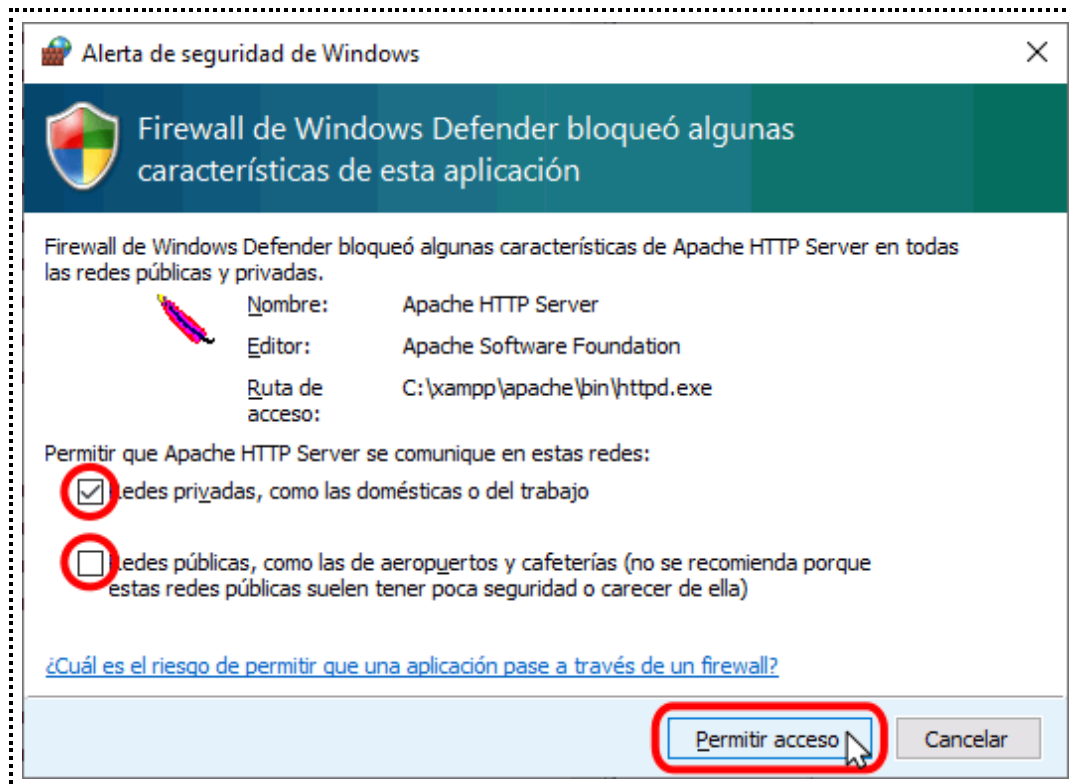 Alerta de seguridad de Windows
Firewall de Windows Defender bloqueó algunas
características de esta aplicación
Firewall de Windows Defender bloqueó algunas características de Apache HTTP Server en todas
las redes públicas y privadas.
Nombre: Apache HTTP Server
Editor: Apache Software Foundation
Ruta de C:\xampp\apache\bin\httpd.exe
acceso:
Permitir que Apache HTTP Server se comunique en estas redes:
Redes privadas, como las domésticas o del trabajo
Redes públicas, como las de aeropuertos y cafeterías (no se recomienda porque
estas redes públicas suelen tener poca seguridad o carecer de ella)
¿Cuál es el riesgo de permitir que una aplicación pase a través de un firewall?
Permitir acceso Cancelar